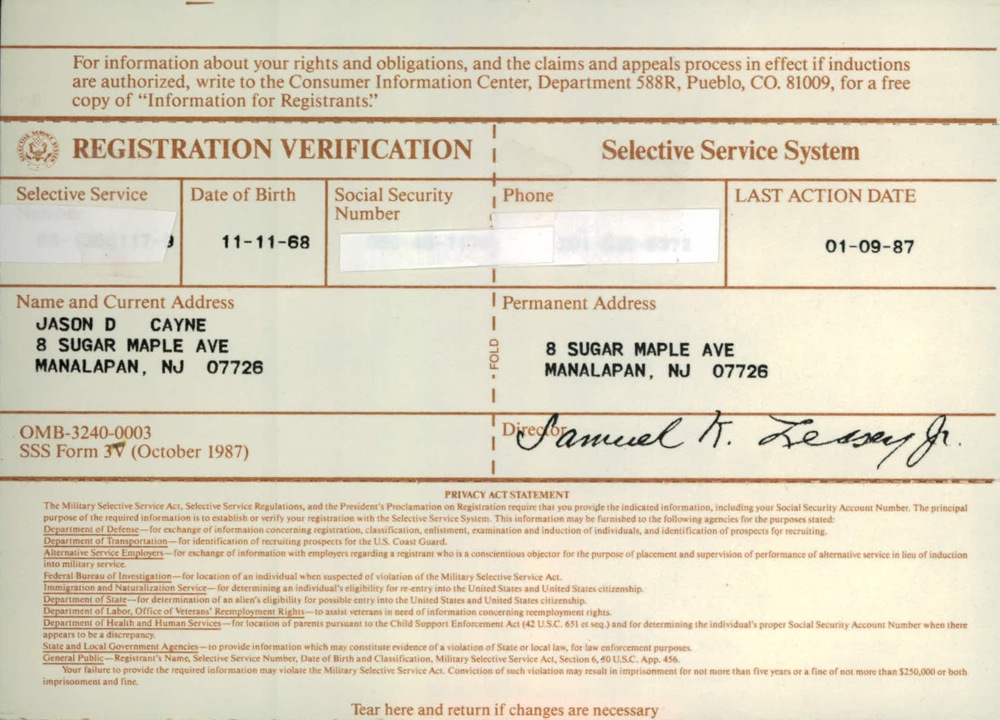 For information about your rights and obligations, and the claims and appeals process in effect if inductions
are authorized, write to the Consumer Information Center, Department 588R, Pueblo, CO. 81009, for a free
copy of “Information for Registrants.”
REGISTRATION VERIFICATION
Selective Service System
Selective Service
Date of Birth
11-11-68
Social Security
Number
Phone
LAST ACTION DATE
01-09-87
Name and Current Address
JASON D CAYNE
8 SUGAR MAPLE AVE
MANALAPAN, NJ 07726
FOLD
Permanent Address
8 SUGAR MAPLE AVE
MANALAPAN, NJ 07726
OMB-3240-0003
SSS Form 3V (October 1987)
Director
Samuel K. Lessey Jr.
PRIVACY ACT STATEMENT
The Military Selective Service Act, Selective Service Regulations, and the President's Proclamation on Registration require that you provide the indicated information, including your Social Security Account Number. The principal
purpose of the required information is to establish or verify your registration with the Selective Service System. This information may be furnished to the following agencies for the purposes stated:
Department of Defense—for exchange of information concerning registration, classification, enlistment, examination and induction of individuals, and identification of prospects for recruiting.
Department of Transportation—for identification of recruiting prospects for the U.S. Coast Guard.
Alternative Service Employers—for exchange of information with employers regarding a registrant who is a conscientious objector for the purpose of placement and supervision of performance of alternative service in lieu of induction
into military service.
Federal Bureau of Investigation—for location of an individual when suspected of violation of the Military Selective Service Act.
Immigration and Naturalization Service—for determining an individual's eligibility for re-entry into the United States and United States citizenship.
Department of State—for determination of an alien's eligibility for possible entry into the United States and United States citizenship.
Department of Labor, Office of Veterans' Reemployment Rights—to assist veterans in need of information concerning reemployment rights.
Department of Health and Human Services—for location of parents pursuant to the Child Support Enforcement Act (42 U.S.C. 651 et seq.) and for determining the individual's proper Social Security Account Number when there
appears to be a discrepancy.
State and Local Government Agencies—to provide information which may constitute evidence of a violation of State or local law, for law enforcement purposes.
General Public—Registrant's Name, Selective Service Number, Date of Birth and Classification, Military Selective Service Act, Section 6, 50 U.S.C. App. 456.
Your failure to provide the required information may violate the Military Selective Service Act. Conviction of such violation may result in imprisonment for not more than five years or a fine of not more than $250,000 or both
imprisonment and fine.
Tear here and return if changes are necessary